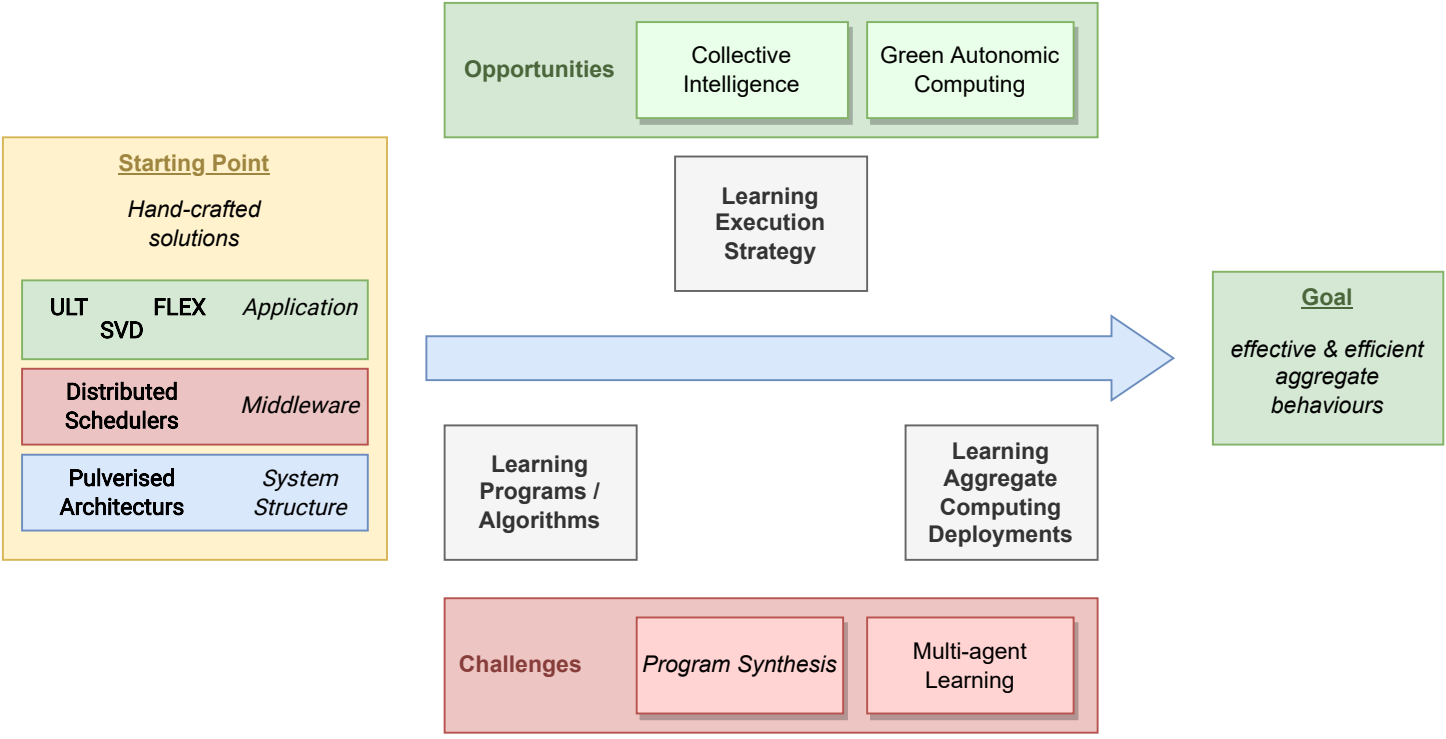 Opportunities
Collective
Intelligence
Green Autonomic
Computing
Starting Point
Hand-crafted
solutions
ULT FLEX
SVD
Application
Distributed
Schedulers
Middleware
Pulverised
Architecturs
System
Structure
Learning
Execution
Strategy
Learning
Programs /
Algorithms
Learning
Aggregate
Computing
Deployments
Goal
effective & efficient
aggregate
behaviours
Challenges
Program Synthesis
Multi-agent
Learning